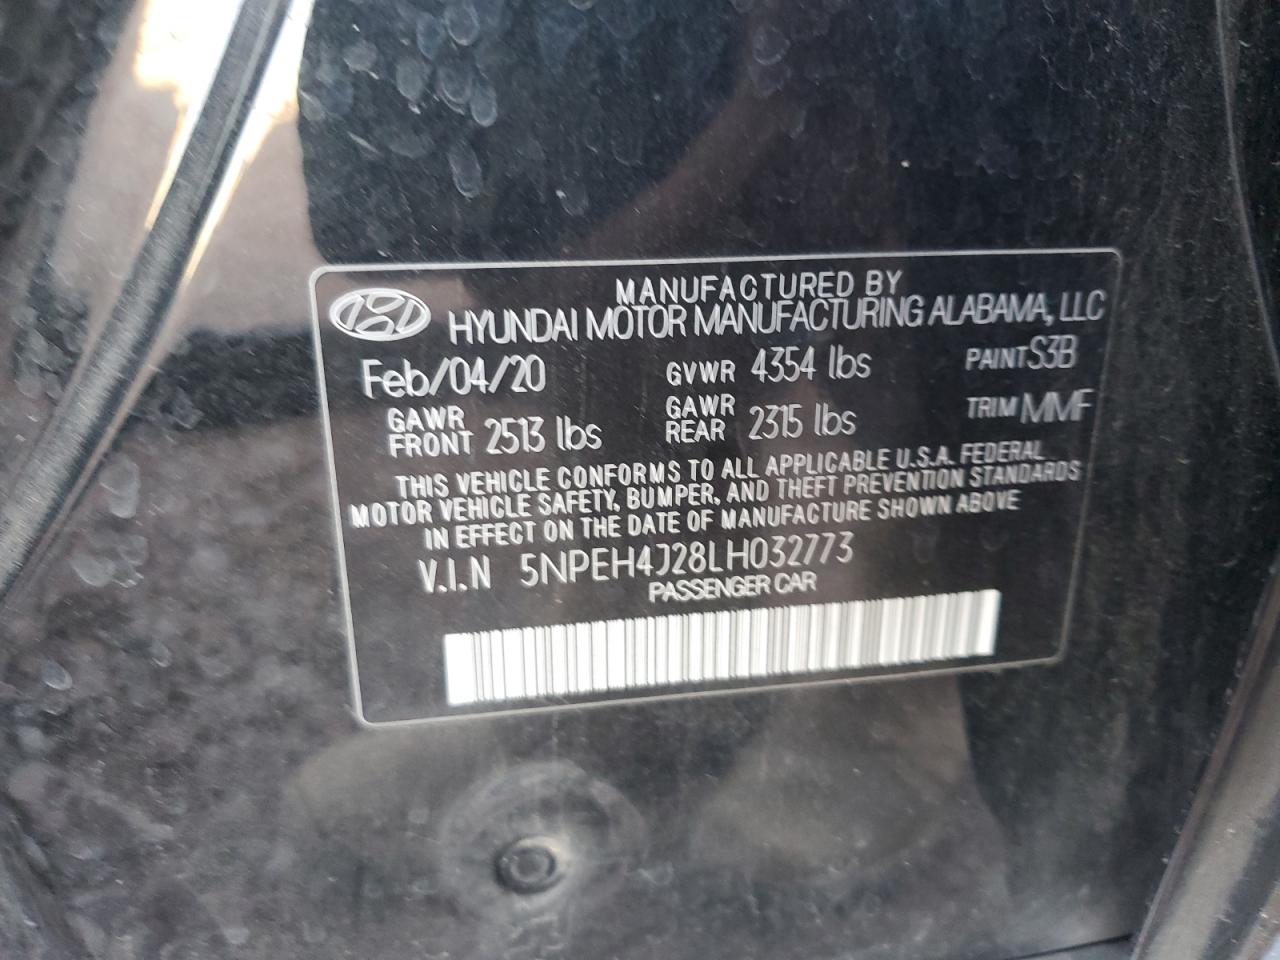 MANUFACTURED BY
HYUNDAI MOTOR MANUFACTURING ALABAMA, LLC
Feb/04/20 GVWR 4354 lbs PAINT S3B
GAWR FRONT 2513 lbs GAWR REAR 2315 lbs TRIM MMF
THIS VEHICLE CONFORMS TO ALL APPLICABLE U.S.A. FEDERAL
MOTOR VEHICLE SAFETY, BUMPER, AND THEFT PREVENTION STANDARDS
IN EFFECT ON THE DATE OF MANUFACTURE SHOWN ABOVE
V.I.N 5NPEH4J28LH032773
PASSENGER CAR